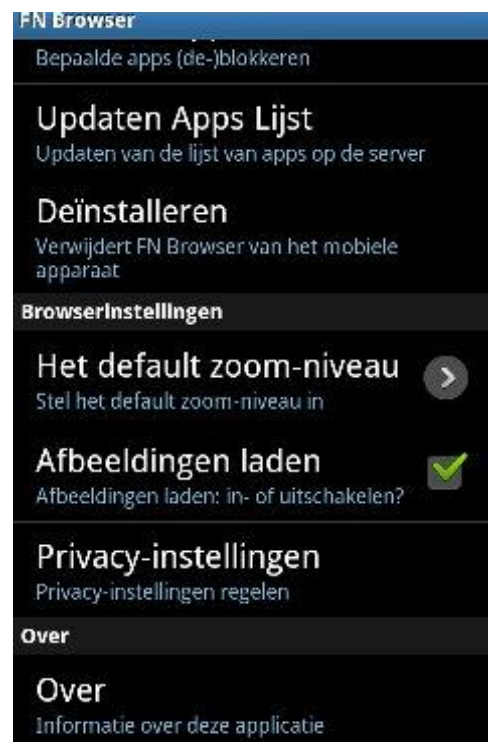 FN Browser
Bepaalde apps (de-)blokkeren
Updaten Apps Lijst
Updaten van de lijst van apps op de server
Deïnstalleren
Verwijdert FN Browser van het mobiele
apparaat
Browserinstellingen
Het default zoom-niveau
Stel het default zoom-niveau in
Afbeeldingen laden
Afbeeldingen laden: in- of uitschakelen?
Privacy-instellingen
Privacy-instellingen regelen
Over
Over
Informatie over deze applicatie